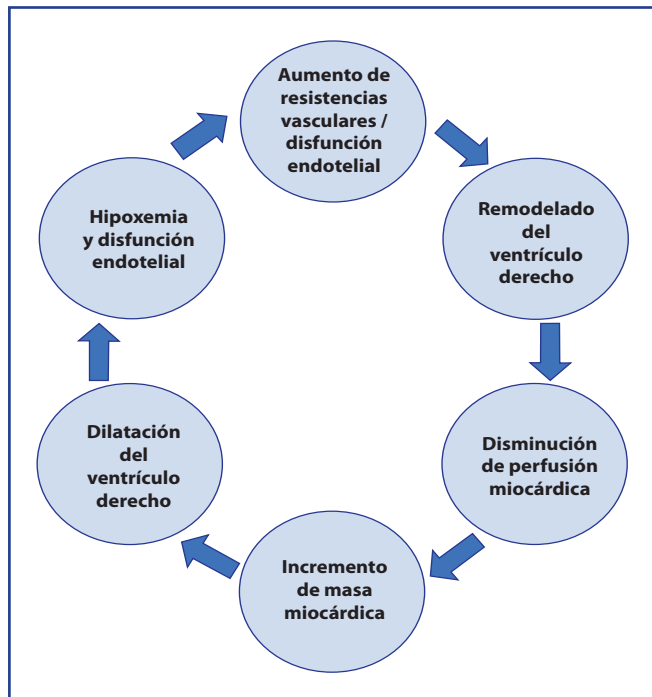 Aumento de
resistencias
vasculares /
disfunción
endotelial
Remodelado
del
ventrículo
derecho
Disminución
de perfusión
miocárdica
Incremento
de masa
miocárdica
Dilatación
del
ventrículo
derecho
Hipoxemia
y disfunción
endotelial